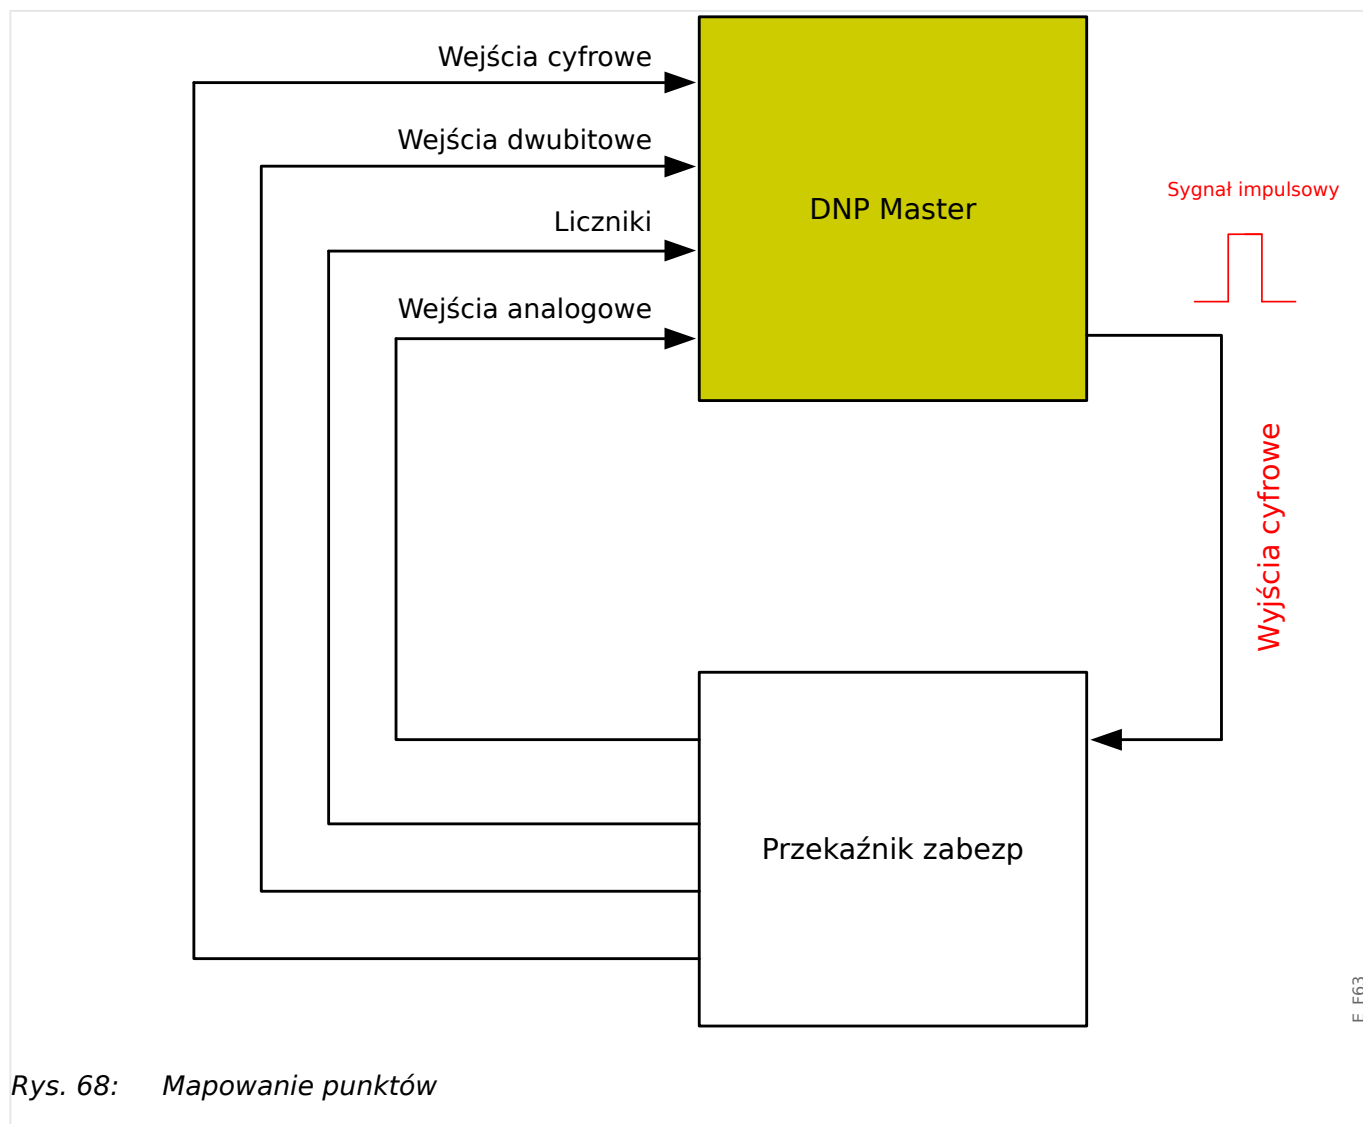 Wejścia cyfrowe
Wejścia dwubitowe
Liczniki
Wejścia analogowe
DNP Master
Sygnał impulsowy
Wyjścia cyfrowe
Przekaźnik zabezp
Rys. 68: Mapowanie punktów